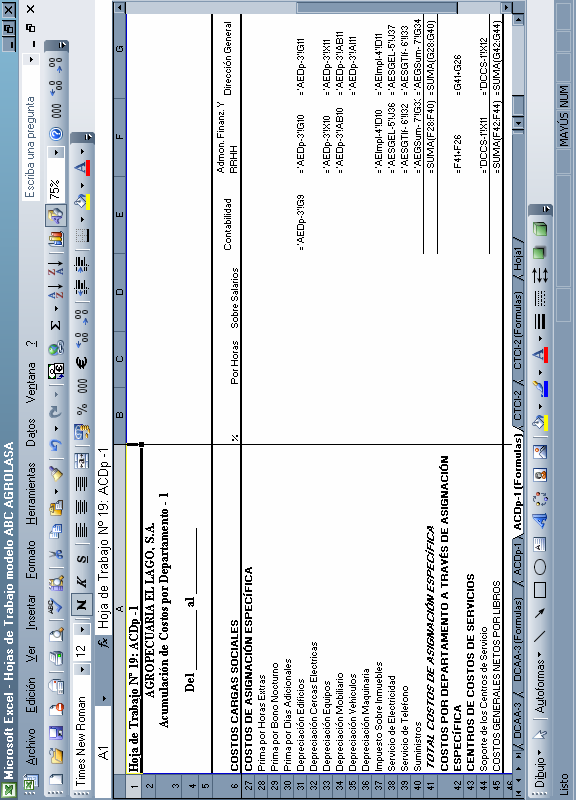 Microsoft Excel - Hojas de Trabajo modelo ABC AGROLASA
Archivo Edición Ver Insertar Formato Herramientas Datos Ventana ?
Escriba una pregunta
75%
Times New Roman 12 N K S % 000 €
A1 fx Hoja de Trabajo Nº 19: ACDp -1
A B C D E F G
1 Hoja de Trabajo Nº 19: ACDp -1
2 AGROPECUARIA EL LAGO, S.A.
3 Acumulación de Costos por Departamento - 1
4 Del ______ al ______
5
6 COSTOS CARGAS SOCIALES % Por Horas Sobre Salarios Contabilidad Admon. Finanz.Y RRHH Dirección General
27 COSTOS DE ASIGNACIÓN ESPECÍFICA
28 Prima por Horas Extras
29 Prima por Bono Nocturno
30 Prima por Días Adicionales
31 Depreciación Edificios ='AEDp-3'!G9 ='AEDp-3'!G10 ='AEDp-3'!G11
32 Depreciación Cercas Electricas
33 Depreciación Equipos ='AEDp-3'!X10 ='AEDp-3'!X11
34 Depreciación Mobiliario ='AEDp-3'!AB10 ='AEDp-3'!AB11
35 Depreciación Vehiculos ='AEDp-3'!AI11
36 Depreciación Maquinaria
37 Impuesto Sobre Inmuebles ='AEImpI-4'!D10 ='AEImpI-4'!D11
38 Servicio de Electricidad ='AESGEL-5'!U36 ='AESGEL-5'!U37
39 Servicio de Telefono ='AESGTlf-6'!I32 ='AESGTlf-6'!I33
40 Suministros ='AEGSum-7'!G33 ='AEGSum-7'!G34
41 TOTAL COSTOS DE ASIGNACIÓN ESPECÍFICA =SUMA(F28:F40) =SUMA(G28:G40)
42 COSTOS POR DEPARTAMENTO A TRAVÉS DE ASIGNACIÓN ESPECÍFICA =F41+F26 =G41+G26
43 CENTROS DE COSTOS DE SERVICIOS
44 Soporte de los Centros de Servicio ='DCCS-1'!X11 ='DCCS-1'!X12
45 COSTOS GENERALES NETOS POR LIBROS =SUMA(F42:F44) =SUMA(G42:G44)
46
DCAA-3 DCAA-3 (Formulas) ACDp-1 ACDp-1 (Formulas) CTCI-2 CTCI-2 (Formulas) Hoja1
Dibujo Autoformas
Listo MAYÚS NUM